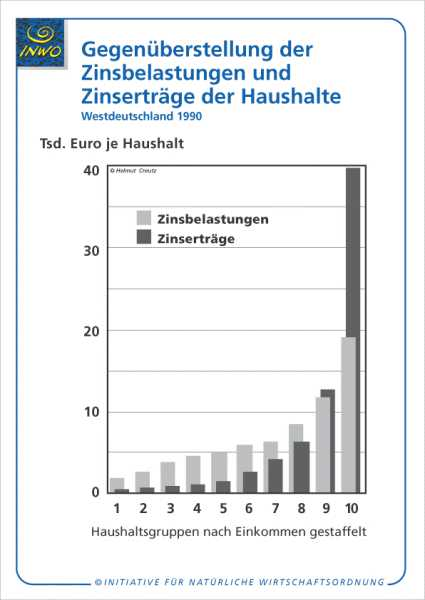 INWO
Gegenüberstellung der
Zinsbelastungen und
Zinserträge der Haushalte
Westdeutschland 1990
Tsd. Euro je Haushalt
40
© Helmut Creutz
Zinsbelastungen
Zinserträge
30
20
10
0
1 2 3 4 5 6 7 8 9 10
Haushaltsgruppen nach Einkommen gestaffelt
© INITIATIVE FÜR NATÜRLICHE WIRTSCHAFTSORDNUNG